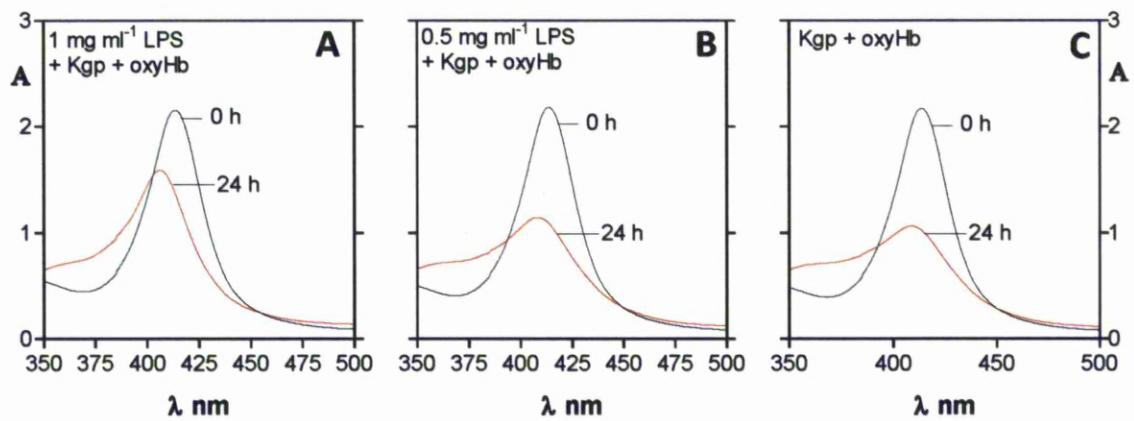 3
1 mg ml⁻¹ LPS
+ Kgp + oxyHb
A
A
0 h
2
24 h
1
0
350 375 400 425 450 475 500
λ nm
0.5 mg ml⁻¹ LPS
+ Kgp + oxyHb
B
0 h
24 h
350 375 400 425 450 475 500
λ nm
Kgp + oxyHb
C
3
A
0 h
2
24 h
1
0
350 400 450 500
λ nm